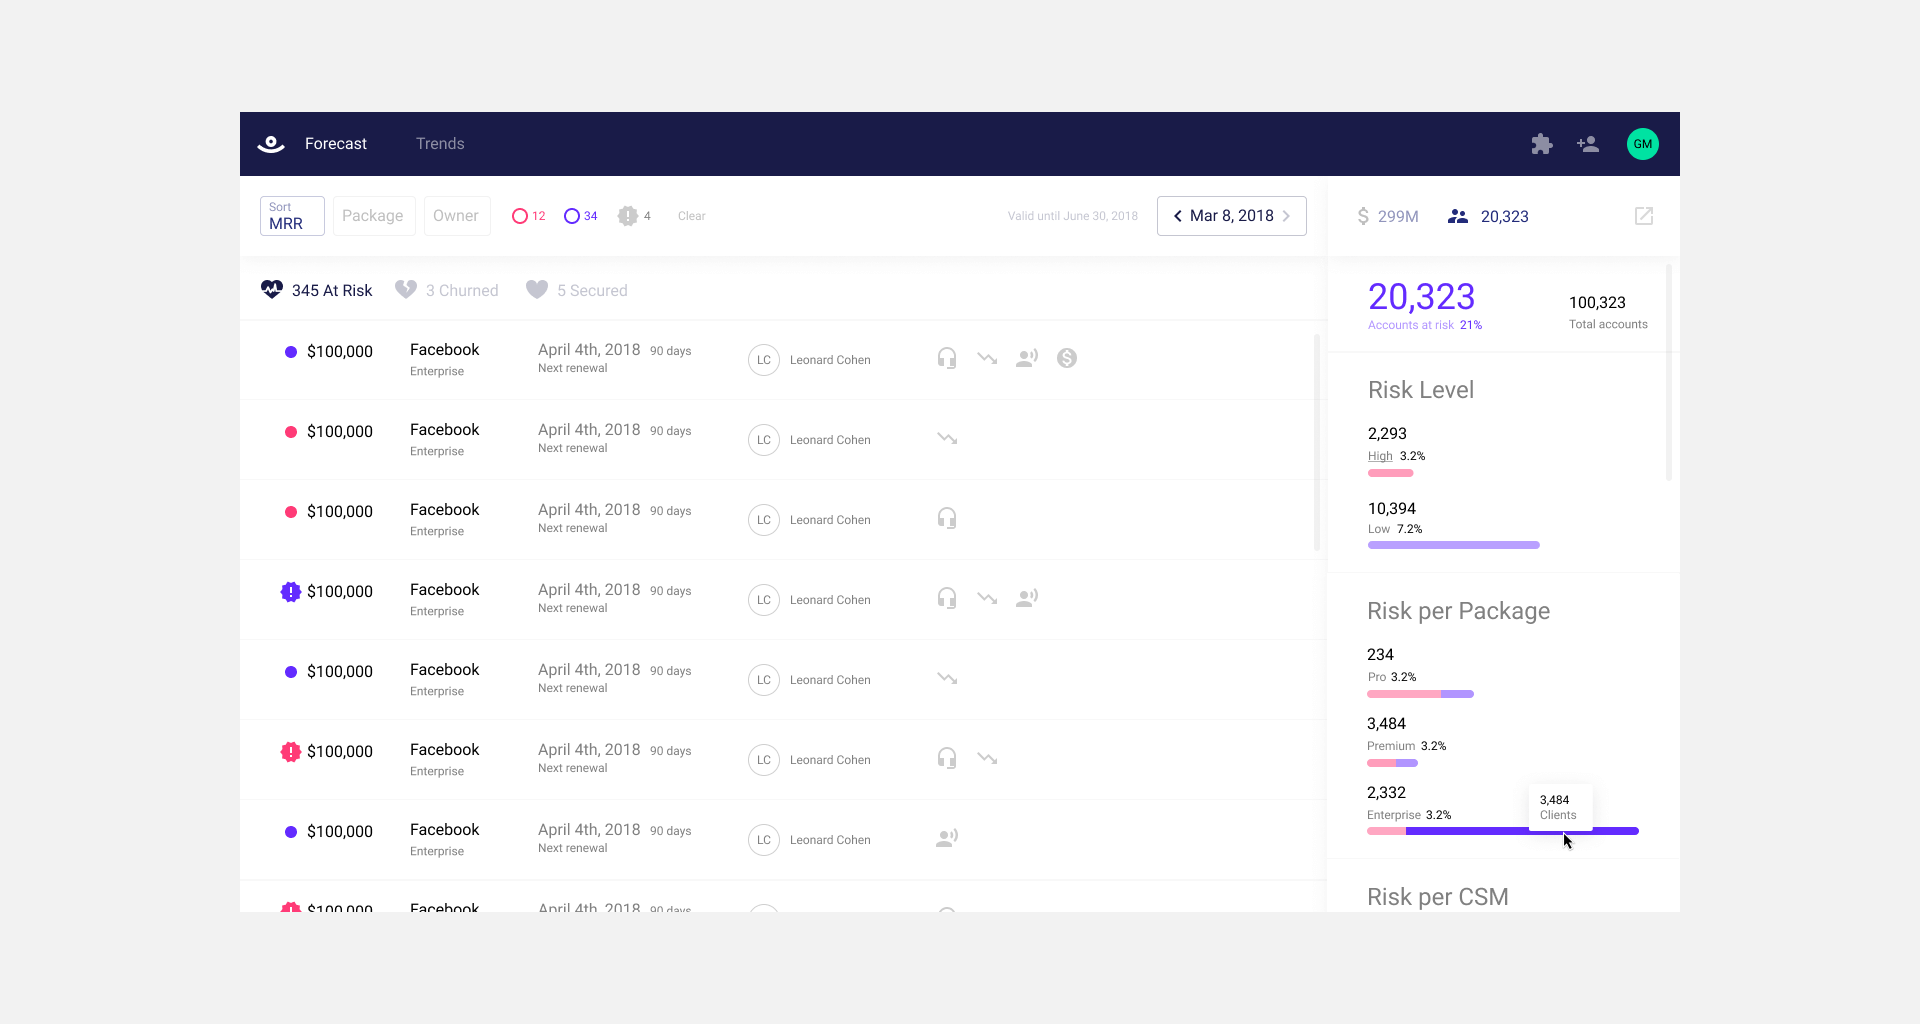 Forecast
Trends
GM
Sort
MRR
Package
Owner
12
34
4
Clear
Valid until June 30, 2018
Mar 8, 2018
$ 299M
20,323
345 At Risk
3 Churned
5 Secured
$100,000
Facebook
Enterprise
April 4th, 2018 90 days
Next renewal
LC
Leonard Cohen
$100,000
Facebook
Enterprise
April 4th, 2018 90 days
Next renewal
LC
Leonard Cohen
$100,000
Facebook
Enterprise
April 4th, 2018 90 days
Next renewal
LC
Leonard Cohen
$100,000
Facebook
Enterprise
April 4th, 2018 90 days
Next renewal
LC
Leonard Cohen
$100,000
Facebook
Enterprise
April 4th, 2018 90 days
Next renewal
LC
Leonard Cohen
$100,000
Facebook
Enterprise
April 4th, 2018 90 days
Next renewal
LC
Leonard Cohen
$100,000
Facebook
Enterprise
April 4th, 2018 90 days
Next renewal
LC
Leonard Cohen
$100,000
Facebook
April 4th, 2018 90 days
20,323
Accounts at risk 21%
100,323
Total accounts
Risk Level
2,293
High 3.2%
10,394
Low 7.2%
Risk per Package
234
Pro 3.2%
3,484
Premium 3.2%
2,332
Enterprise 3.2%
3,484
Clients
Risk per CSM